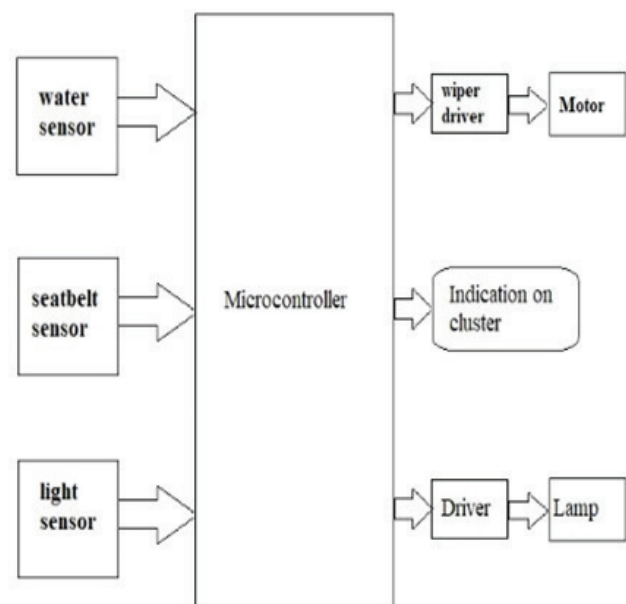 water
sensor
wiper
driver
Motor
seatbelt
sensor
Microcontroller
Indication on
cluster
light
sensor
Driver
Lamp